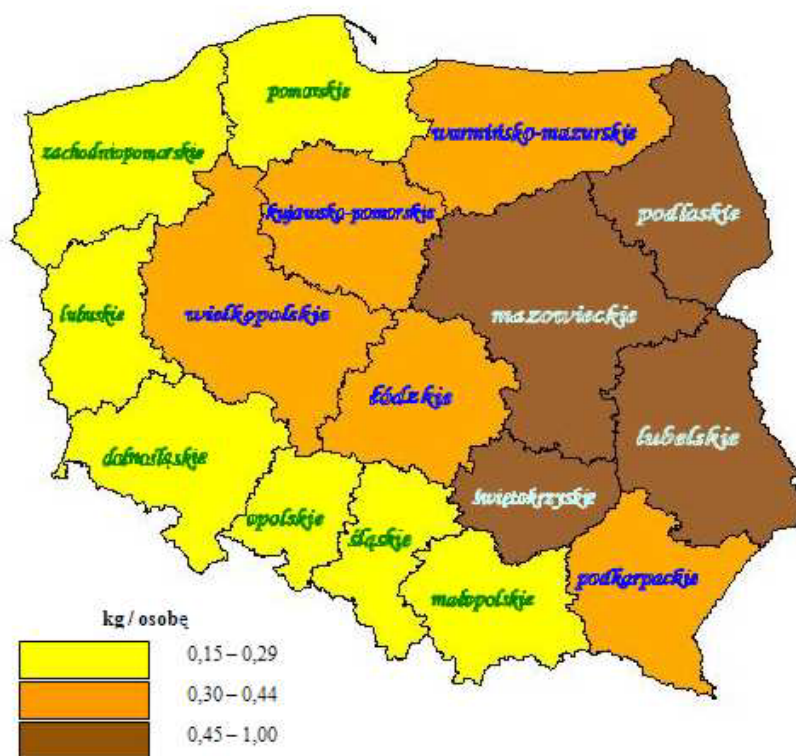 pomorskie
zachodniopomorskie
warmińsko-mazurskie
kujawsko-pomorskie
podlaskie
lubuskie
wielkopolskie
mazowieckie
łódzkie
dolnośląskie
lubelskie
opolskie
śląskie
świętokrzyskie
małopolskie
podkarpackie
kg / osobę
0,15 – 0,29
0,30 – 0,44
0,45 – 1,00